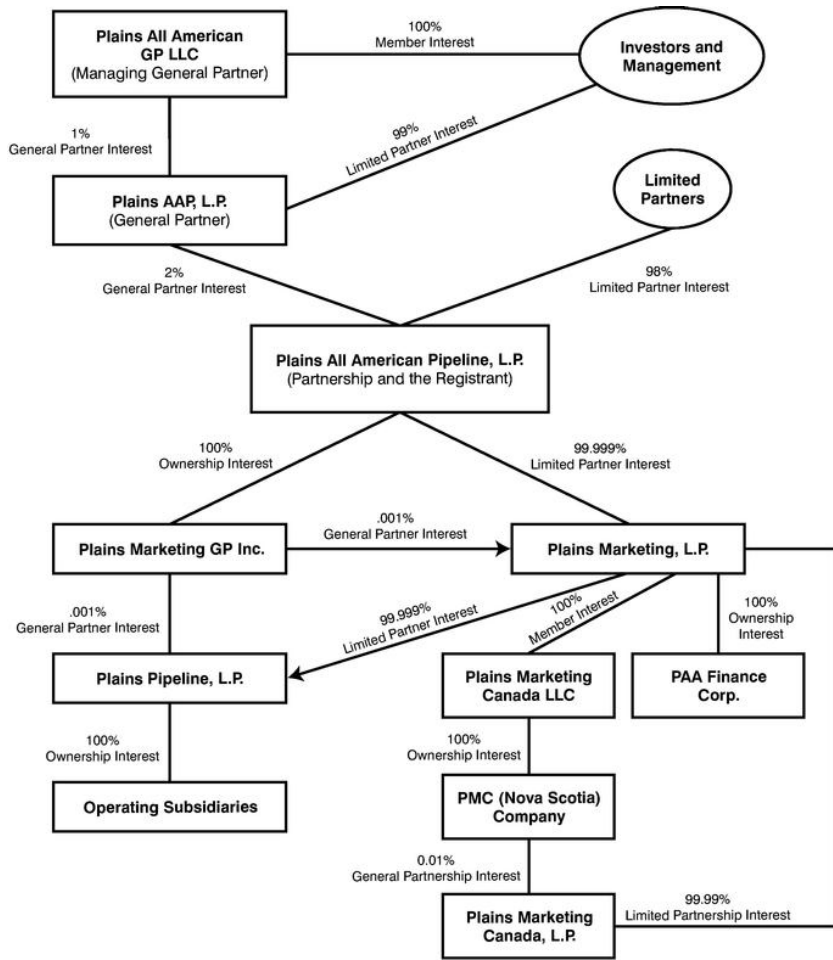 Plains All American
GP LLC
(Managing General Partner)
100%
Member Interest
Investors and
Management
1%
General Partner Interest
99%
Limited Partner Interest
Plains AAP, L.P.
(General Partner)
Limited
Partners
2%
General Partner Interest
98%
Limited Partner Interest
Plains All American Pipeline, L.P.
(Partnership and the Registrant)
100%
Ownership Interest
99.999%
Limited Partner Interest
Plains Marketing GP Inc.
.001%
General Partner Interest
Plains Marketing, L.P.
.001%
General Partner Interest
99.999%
Limited Partner Interest
100%
Member Interest
100%
Ownership
Interest
Plains Pipeline, L.P.
Plains Marketing
Canada LLC
PAA Finance
Corp.
100%
Ownership Interest
100%
Ownership Interest
Operating Subsidiaries
PMC (Nova Scotia)
Company
0.01%
General Partnership Interest
Plains Marketing
Canada, L.P.
99.99%
Limited Partnership Interest